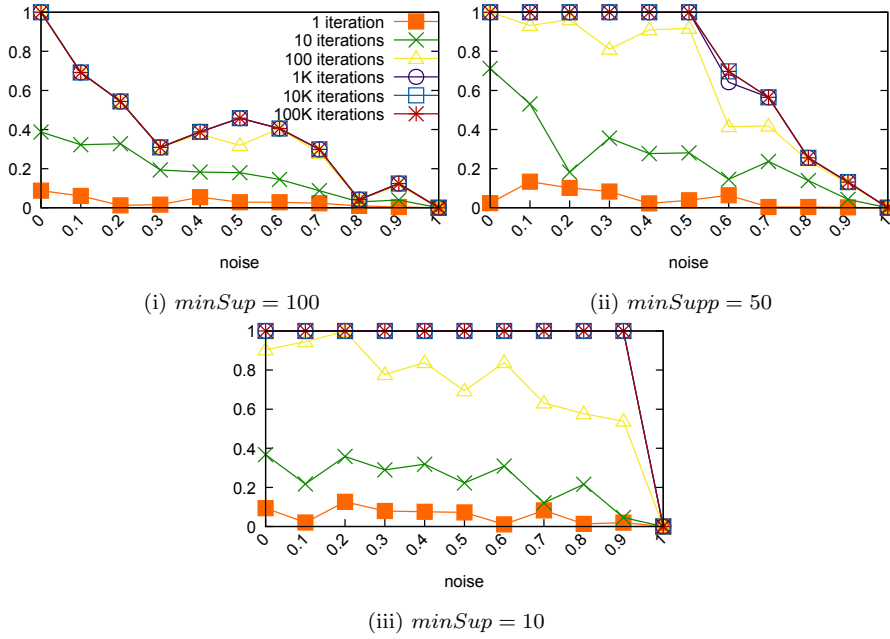 1 iteration
10 iterations
100 iterations
1K iterations
10K iterations
100K iterations
1
0.8
0.6
0.4
0.2
0
0 0.1 0.2 0.3 0.4 0.5 0.6 0.7 0.8 0.9 1
noise
(i) minSup = 100
1
0.8
0.6
0.4
0.2
0
0 0.1 0.2 0.3 0.4 0.5 0.6 0.7 0.8 0.9 1
noise
(ii) minSupp = 50
1
0.8
0.6
0.4
0.2
0
0 0.1 0.2 0.3 0.4 0.5 0.6 0.7 0.8 0.9 1
noise
(iii) minSup = 10